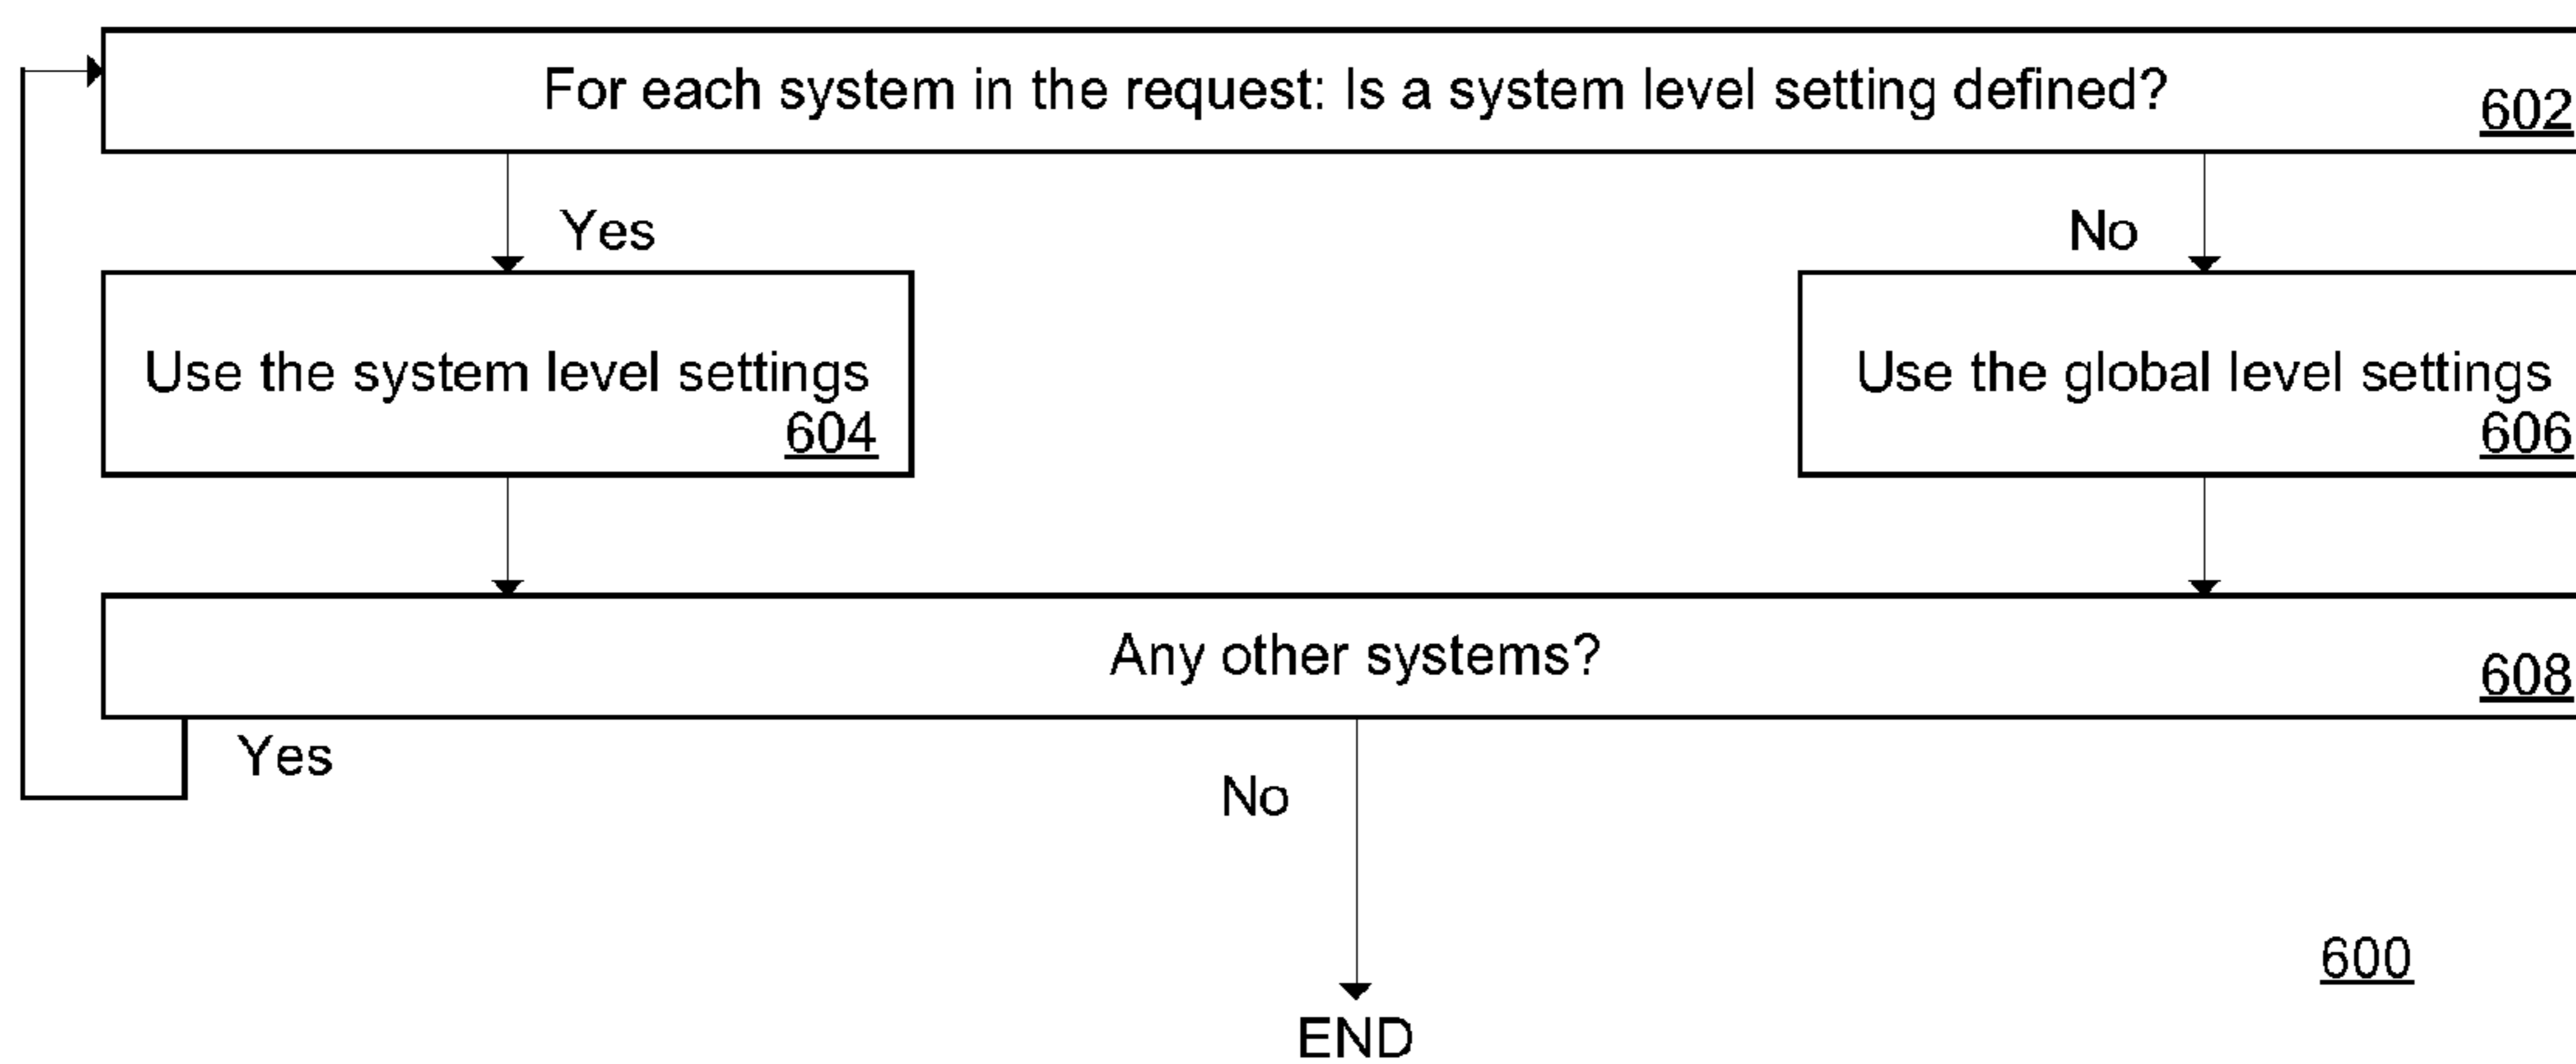 For each system in the request: Is a system level setting defined?
602
Yes
No
Use the system level settings
604
Use the global level settings
606
Any other systems?
608
Yes
No
600
END